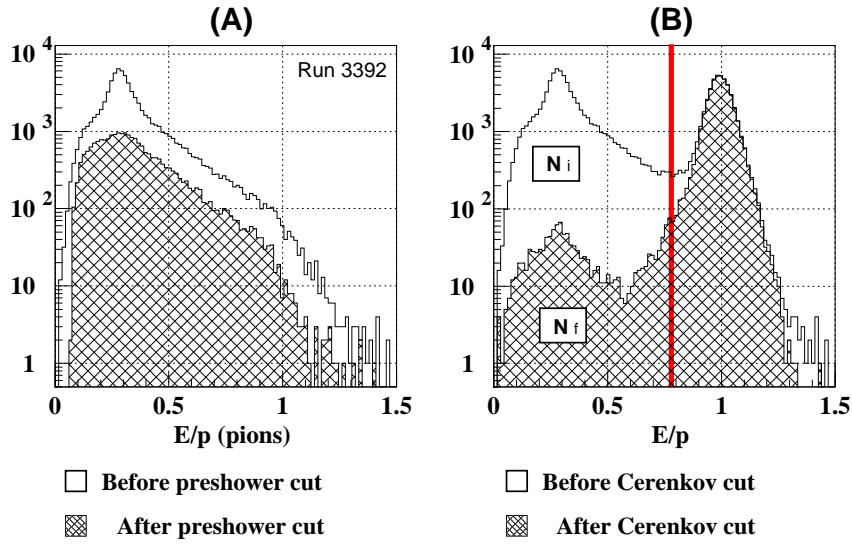 (A)
(B)
Run 3392
10 4
10 3
10 2
10
1
0
0.5
1
1.5
E/p (pions)
10 4
10 3
10 2
10
1
0
0.5
1
1.5
E/p
N i
N f
Before preshower cut
After preshower cut
Before Cerenkov cut
After Cerenkov cut